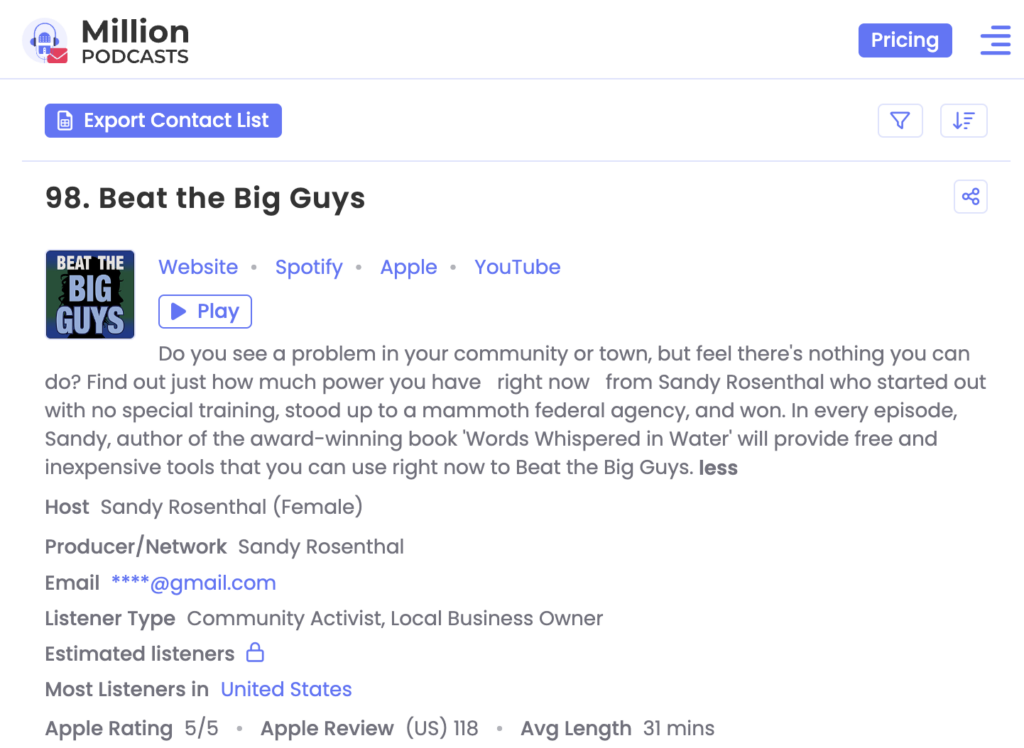 Million
PODCASTS
Pricing
Export Contact List
98. Beat the Big Guys
BEAT THE
BIG
GUYS
Website • Spotify • Apple • YouTube
Play
Do you see a problem in your community or town, but feel there's nothing you can
do? Find out just how much power you have right now from Sandy Rosenthal who started out
with no special training, stood up to a mammoth federal agency, and won. In every episode,
Sandy, author of the award-winning book 'Words Whispered in Water' will provide free and
inexpensive tools that you can use right now to Beat the Big Guys. less
Host Sandy Rosenthal (Female)
Producer/Network Sandy Rosenthal
Email ****@gmail.com
Listener Type Community Activist, Local Business Owner
Estimated listeners
Most Listeners in United States
Apple Rating 5/5 • Apple Review (US) 118 • Avg Length 31 mins